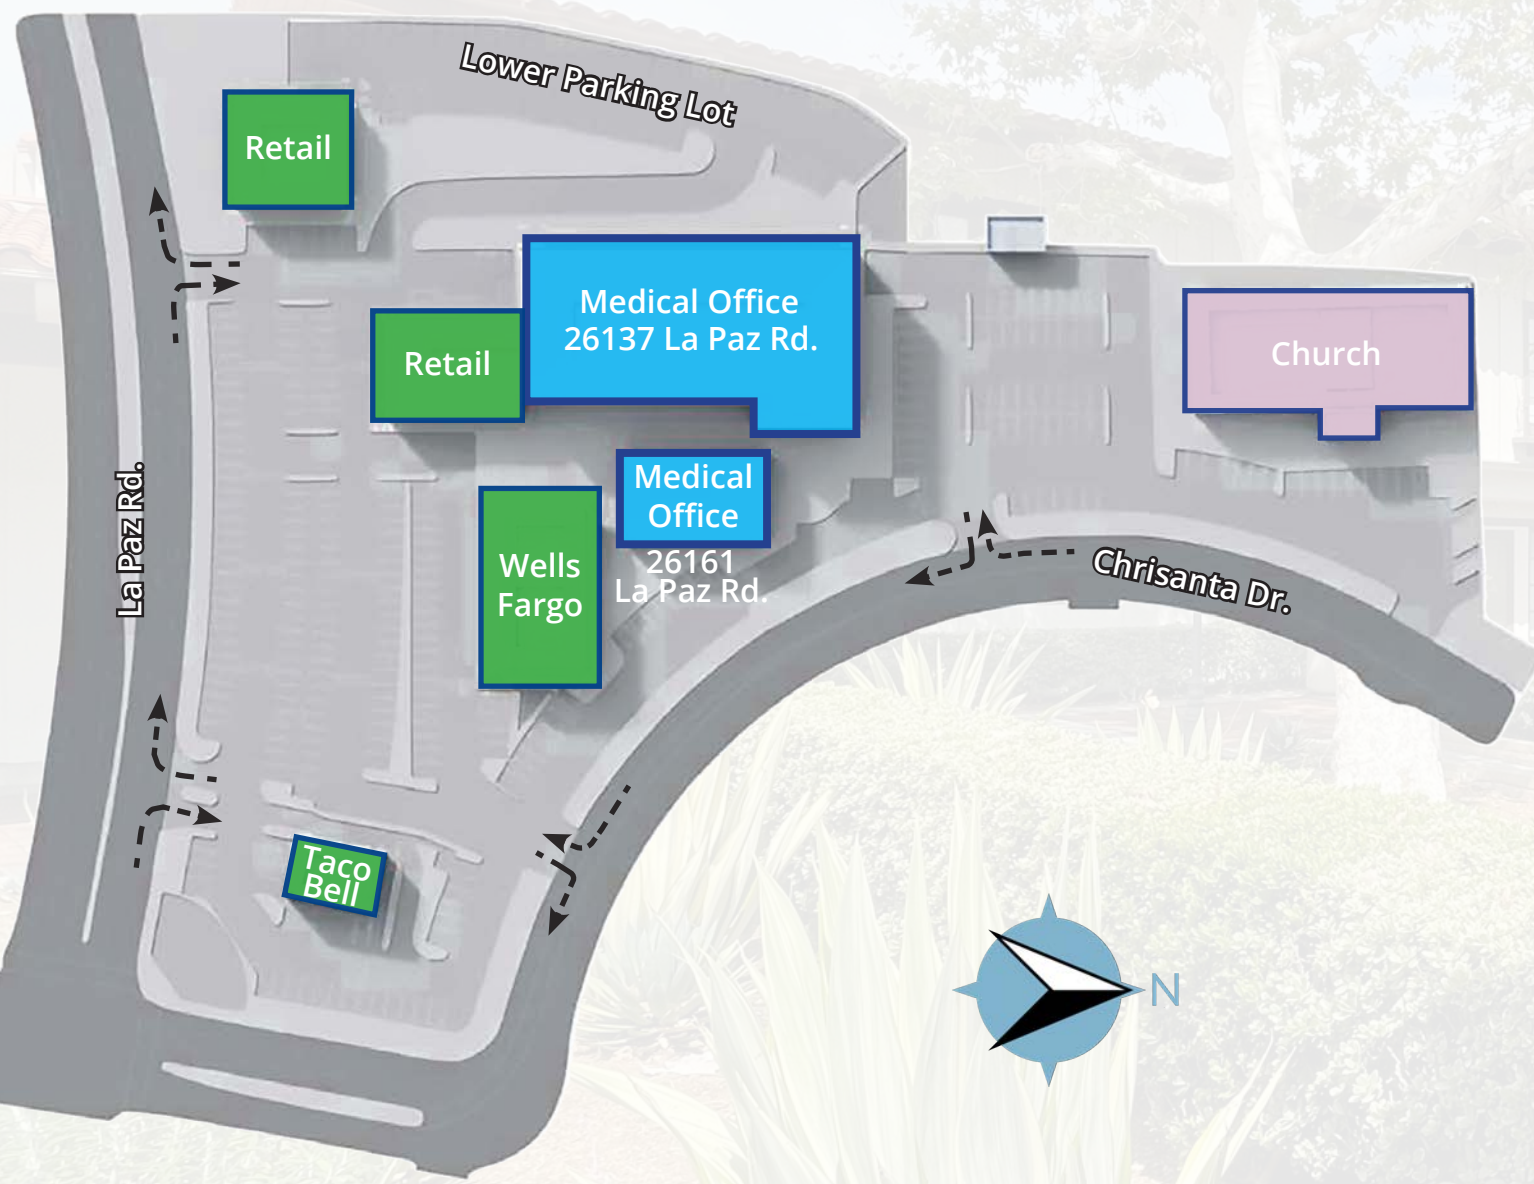 Lower Parking Lot
Retail
Medical Office
26137 La Paz Rd.
Retail
Church
Medical
Office
26161
La Paz Rd.
Wells
Fargo
La Paz Rd.
Chrisanta Dr.
Taco
Bell
N